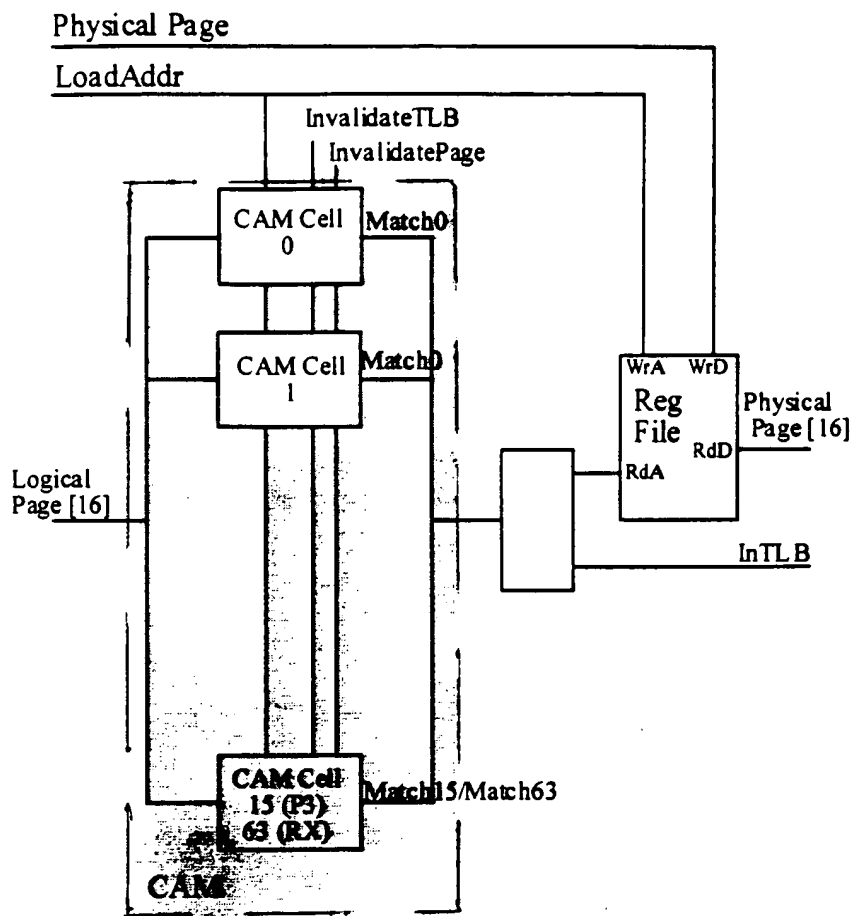 Physical Page
LoadAddr
InvalidateTLB
InvalidatePage
CAM Cell
0
Match0
CAM Cell
1
Match0
WrA WrD
Reg
File
RdD
RdA
Physical
Page [16]
Logical
Page [16]
InTLB
CAM Cell
15 (P3)
63 (RX)
Match15/Match63
CAM